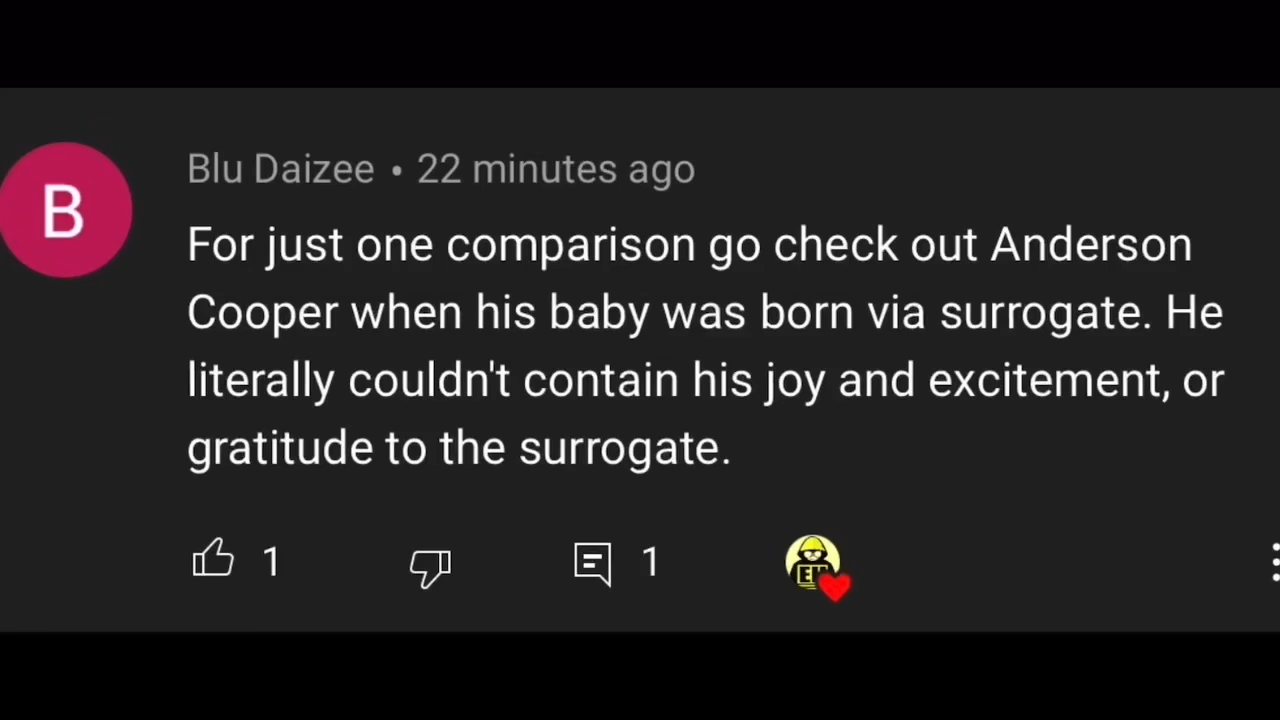 B
Blu Daizee • 22 minutes ago
For just one comparison go check out Anderson
Cooper when his baby was born via surrogate. He
literally couldn't contain his joy and excitement, or
gratitude to the surrogate.
1
1